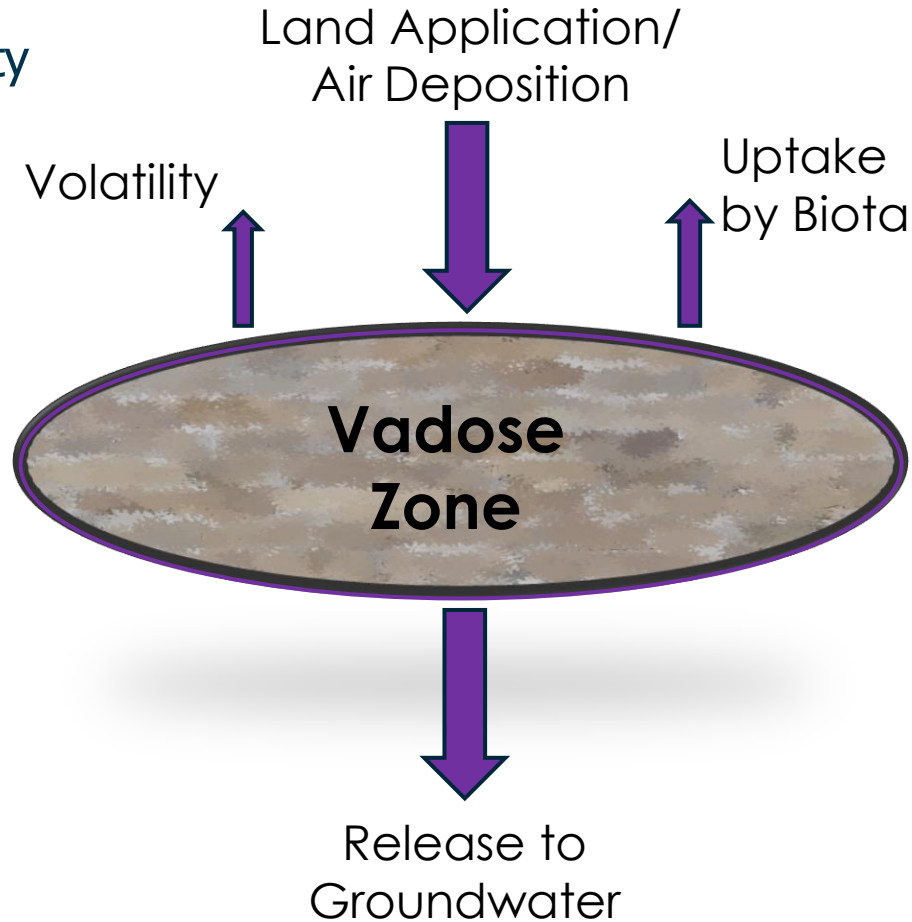 Land Application/
Air Deposition
Volatility
Uptake
by Biota
Vadose
Zone
Release to
Groundwater